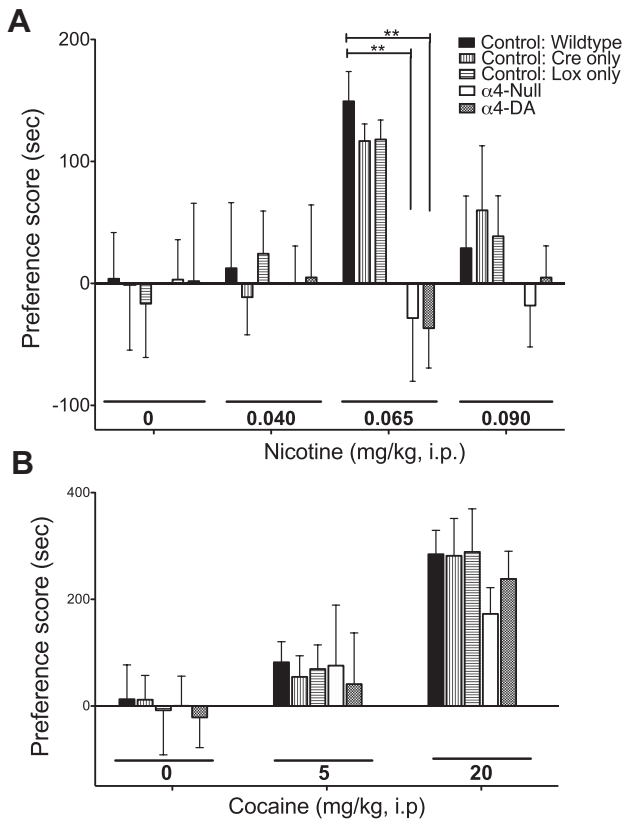 A
200
100
0
-100
Preference score (sec)
**
**
Control: Wildtype
Control: Cre only
Control: Lox only
α4-Null
α4-DA
0 0.040 0.065 0.090
Nicotine (mg/kg, i.p.)
B
400
200
0
Preference score (sec)
0 5 20
Cocaine (mg/kg, i.p)